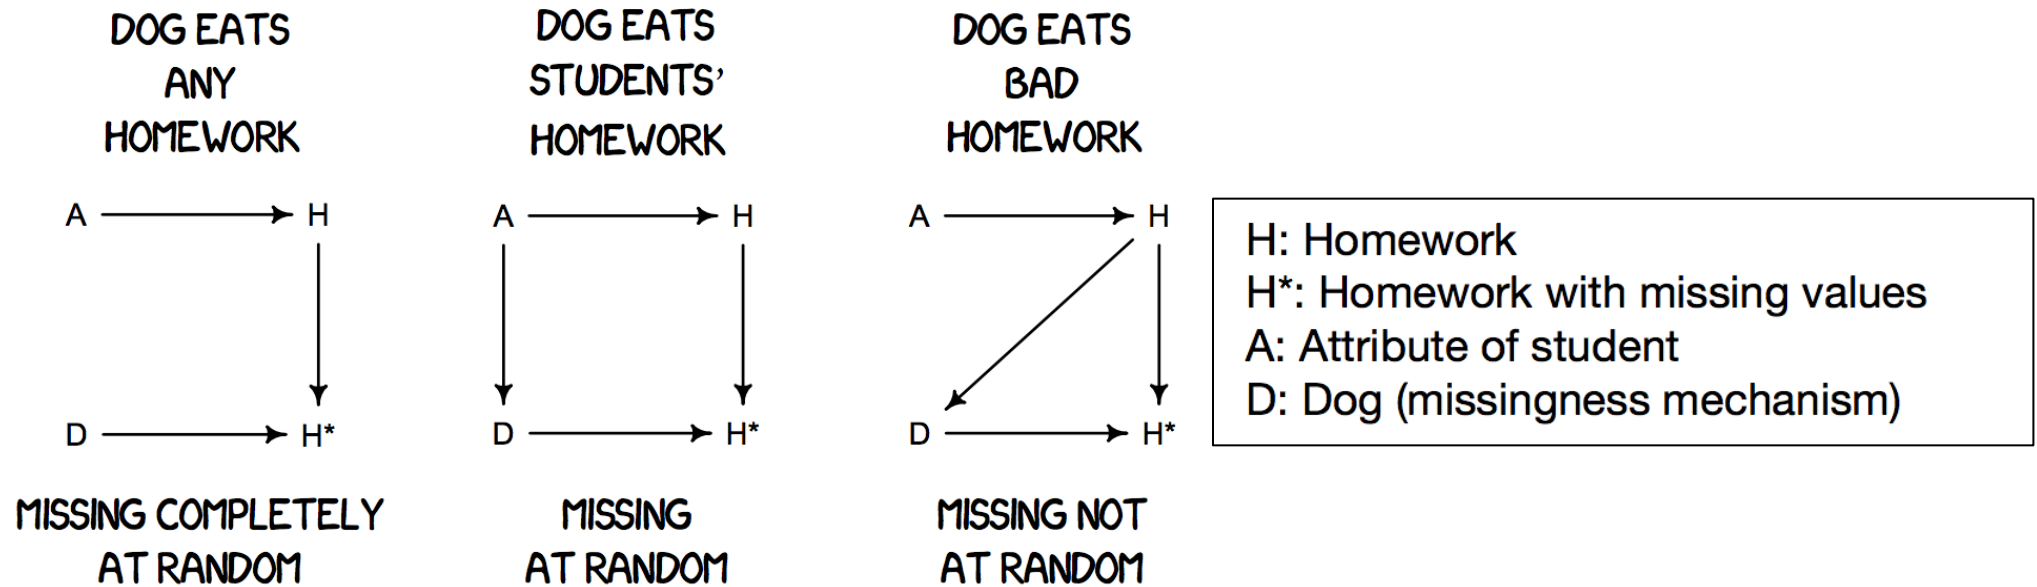 DOG EATS
ANY
HOMEWORK
A
H
D
H*
MISSING COMPLETELY
AT RANDOM
DOG EATS
STUDENTS’
HOMEWORK
A
H
D
H*
MISSING
AT RANDOM
DOG EATS
BAD
HOMEWORK
A
H
D
H*
MISSING NOT
AT RANDOM
H: Homework
H*: Homework with missing values
A: Attribute of student
D: Dog (missingness mechanism)